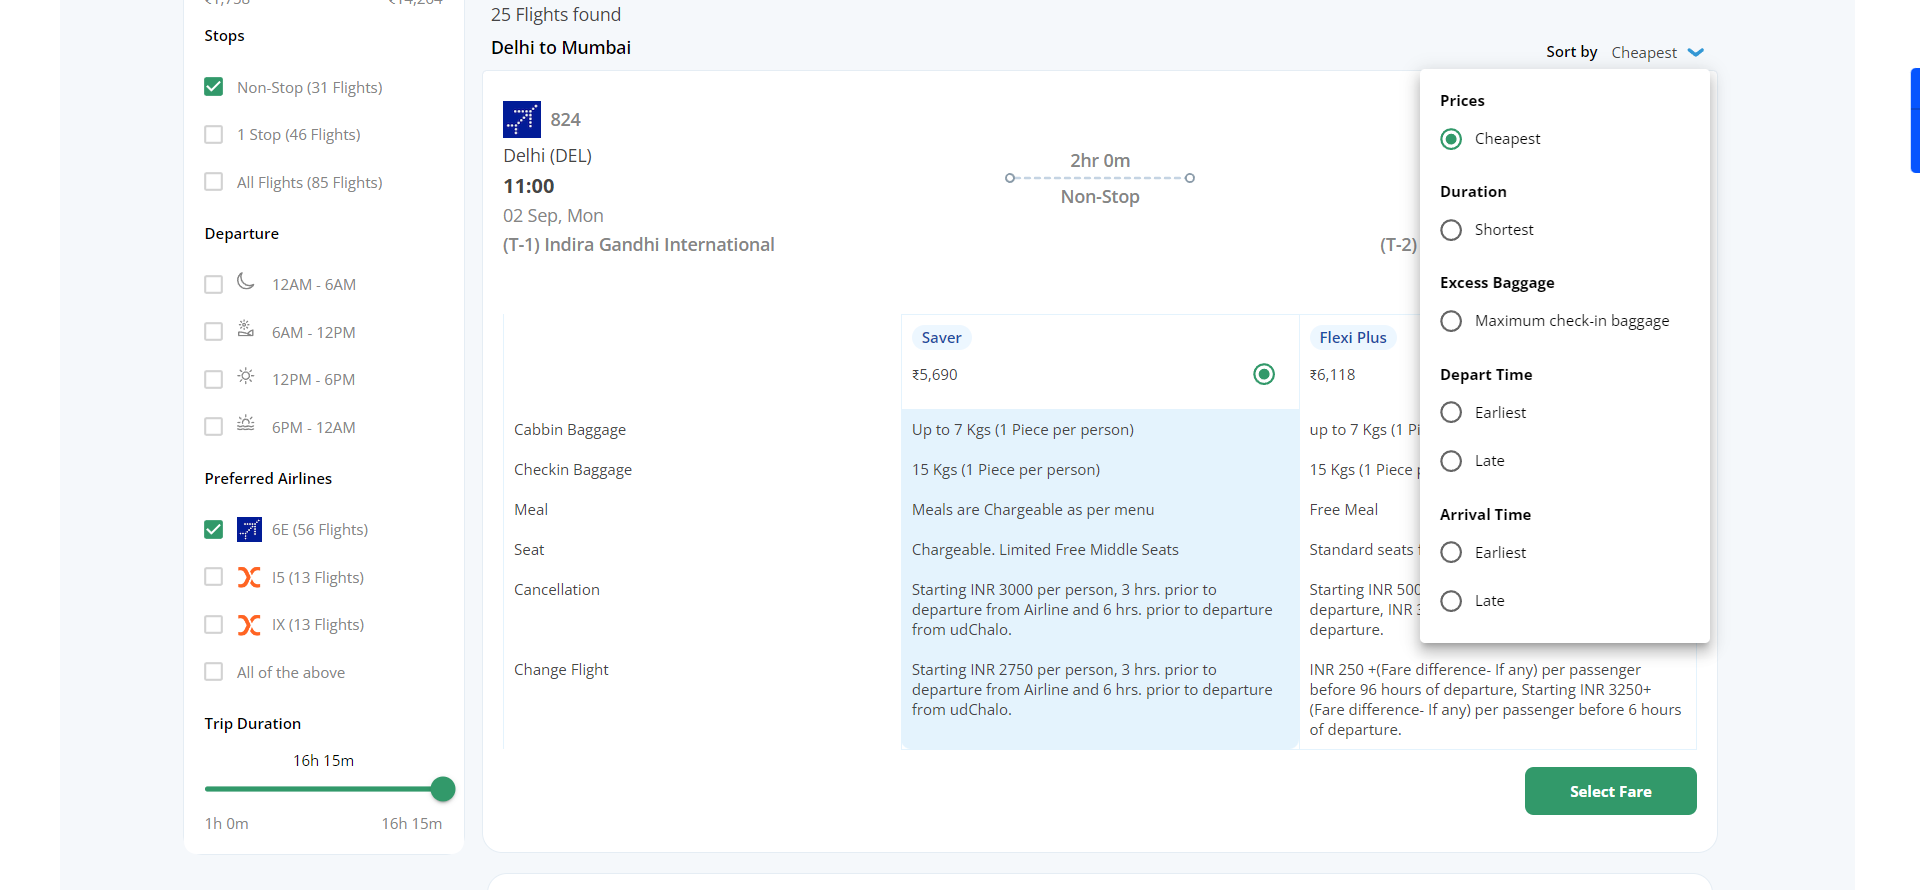 ₹1,758 ₹14,264
Stops
Non-Stop (31 Flights)
1 Stop (46 Flights)
All Flights (85 Flights)
Departure
12AM - 6AM
6AM - 12PM
12PM - 6PM
6PM - 12AM
Preferred Airlines
6E (56 Flights)
I5 (13 Flights)
IX (13 Flights)
All of the above
Trip Duration
16h 15m
1h 0m 16h 15m
25 Flights found
Delhi to Mumbai
Sort by Cheapest
824
Delhi (DEL)
11:00
02 Sep, Mon
(T-1) Indira Gandhi International
2hr 0m
Non-Stop
(T-2)
Saver
₹5,690
Flexi Plus
₹6,118
Cabbin Baggage
Up to 7 Kgs (1 Piece per person)
up to 7 Kgs (1 Pi
Checkin Baggage
15 Kgs (1 Piece per person)
15 Kgs (1 Piece
Meal
Meals are Chargeable as per menu
Free Meal
Seat
Chargeable. Limited Free Middle Seats
Standard seats
Cancellation
Starting INR 3000 per person, 3 hrs. prior to
departure from Airline and 6 hrs. prior to departure
from udChalo.
Starting INR 500
departure, INR
departure.
Change Flight
Starting INR 2750 per person, 3 hrs. prior to
departure from Airline and 6 hrs. prior to departure
from udChalo.
INR 250 +(Fare difference- If any) per passenger
before 96 hours of departure, Starting INR 3250+
(Fare difference- If any) per passenger before 6 hours
of departure.
Select Fare
Prices
Cheapest
Duration
Shortest
Excess Baggage
Maximum check-in baggage
Depart Time
Earliest
Late
Arrival Time
Earliest
Late